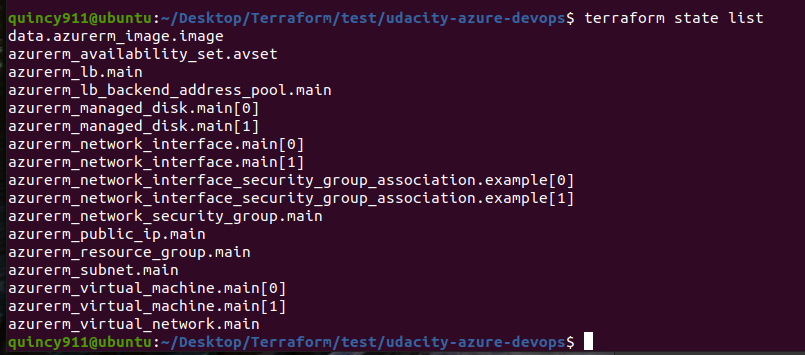 quincy911@ubuntu:~/Desktop/Terraform/test/udacity-azure-devops$ terraform state list
data.azurerm_image.image
azurerm_availability_set.avset
azurerm_lb.main
azurerm_lb_backend_address_pool.main
azurerm_managed_disk.main[0]
azurerm_managed_disk.main[1]
azurerm_network_interface.main[0]
azurerm_network_interface.main[1]
azurerm_network_interface_security_group_association.example[0]
azurerm_network_interface_security_group_association.example[1]
azurerm_network_security_group.main
azurerm_public_ip.main
azurerm_resource_group.main
azurerm_subnet.main
azurerm_virtual_machine.main[0]
azurerm_virtual_machine.main[1]
azurerm_virtual_network.main
quincy911@ubuntu:~/Desktop/Terraform/test/udacity-azure-devops$